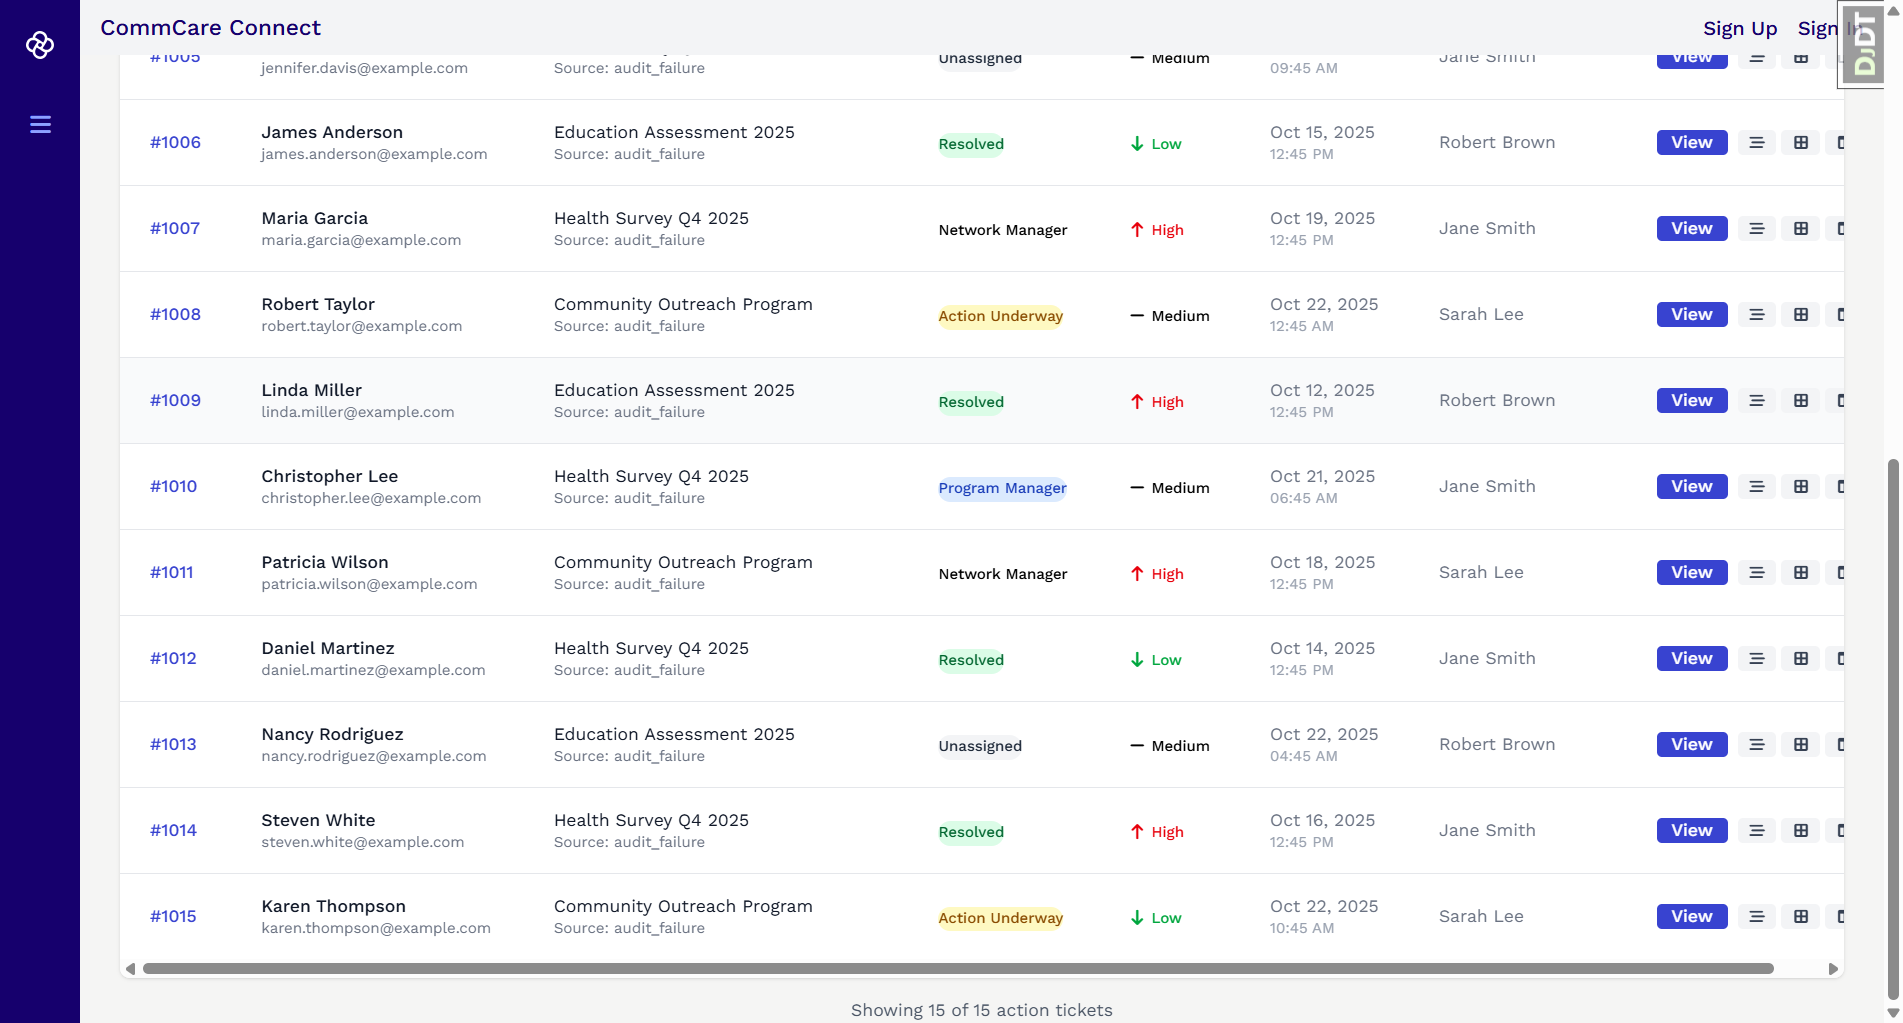 CommCare Connect
Sign Up Sign In
DJDT
#1005
jennifer.davis@example.com
Source: audit_failure
Unassigned
Medium
09:45 AM
Jane Smith
View
#1006
James Anderson
james.anderson@example.com
Education Assessment 2025
Source: audit_failure
Resolved
Low
Oct 15, 2025
12:45 PM
Robert Brown
View
#1007
Maria Garcia
maria.garcia@example.com
Health Survey Q4 2025
Source: audit_failure
Network Manager
High
Oct 19, 2025
12:45 PM
Jane Smith
View
#1008
Robert Taylor
robert.taylor@example.com
Community Outreach Program
Source: audit_failure
Action Underway
Medium
Oct 22, 2025
12:45 AM
Sarah Lee
View
#1009
Linda Miller
linda.miller@example.com
Education Assessment 2025
Source: audit_failure
Resolved
High
Oct 12, 2025
12:45 PM
Robert Brown
View
#1010
Christopher Lee
christopher.lee@example.com
Health Survey Q4 2025
Source: audit_failure
Program Manager
Medium
Oct 21, 2025
06:45 AM
Jane Smith
View
#1011
Patricia Wilson
patricia.wilson@example.com
Community Outreach Program
Source: audit_failure
Network Manager
High
Oct 18, 2025
12:45 PM
Sarah Lee
View
#1012
Daniel Martinez
daniel.martinez@example.com
Health Survey Q4 2025
Source: audit_failure
Resolved
Low
Oct 14, 2025
12:45 PM
Jane Smith
View
#1013
Nancy Rodriguez
nancy.rodriguez@example.com
Education Assessment 2025
Source: audit_failure
Unassigned
Medium
Oct 22, 2025
04:45 AM
Robert Brown
View
#1014
Steven White
steven.white@example.com
Health Survey Q4 2025
Source: audit_failure
Resolved
High
Oct 16, 2025
12:45 PM
Jane Smith
View
#1015
Karen Thompson
karen.thompson@example.com
Community Outreach Program
Source: audit_failure
Action Underway
Low
Oct 22, 2025
10:45 AM
Sarah Lee
View
Showing 15 of 15 action tickets